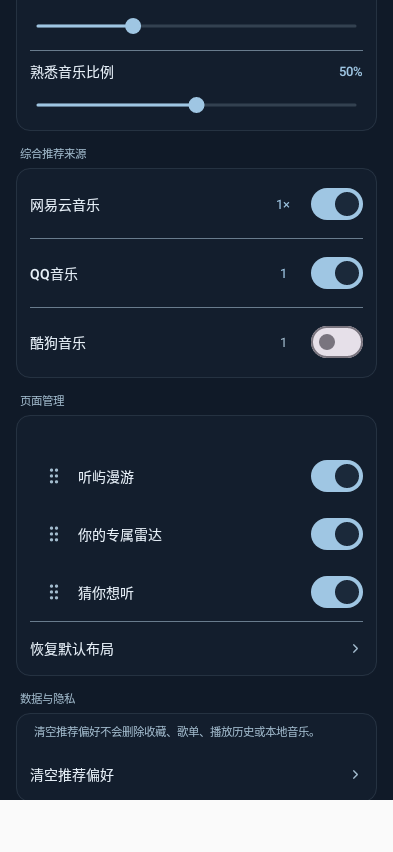 熟悉音乐比例 50%
综合推荐来源
网易云音乐 1×
QQ音乐 1
酷狗音乐 1
页面管理
听屿漫游
你的专属雷达
猜你想听
恢复默认布局
数据与隐私
清空推荐偏好不会删除收藏、歌单、播放历史或本地音乐。
清空推荐偏好